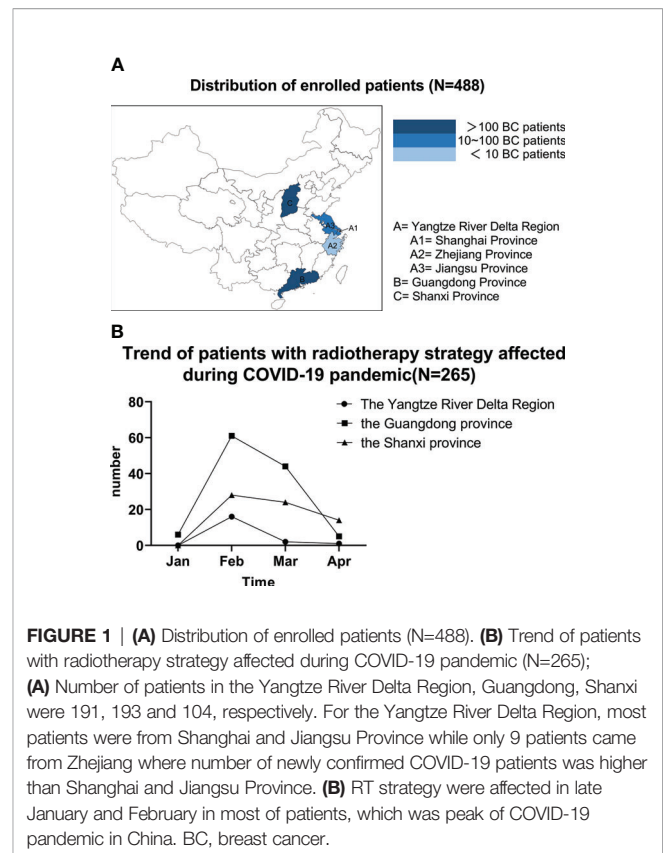 A
Distribution of enrolled patients (N=488)
>100 BC patients
10~100 BC patients
< 10 BC patients
C
A3
A1
A2
B
A= Yangtze River Delta Region
A1= Shanghai Province
A2= Zhejiang Province
A3= Jiangsu Province
B= Guangdong Province
C= Shanxi Province
B
Trend of patients with radiotherapy strategy affected
during COVID-19 pandemic(N=265)
80
60
40
20
0
number
Jan Feb Mar Apr
Time
The Yangtze River Delta Region
the Guangdong province
the Shanxi province
FIGURE 1 | (A) Distribution of enrolled patients (N=488). (B) Trend of patients
with radiotherapy strategy affected during COVID-19 pandemic (N=265);
(A) Number of patients in the Yangtze River Delta Region, Guangdong, Shanxi
were 191, 193 and 104, respectively. For the Yangtze River Delta Region, most
patients were from Shanghai and Jiangsu Province while only 9 patients came
from Zhejiang where number of newly confirmed COVID-19 patients was higher
than Shanghai and Jiangsu Province. (B) RT strategy were affected in late
January and February in most of patients, which was peak of COVID-19
pandemic in China. BC, breast cancer.